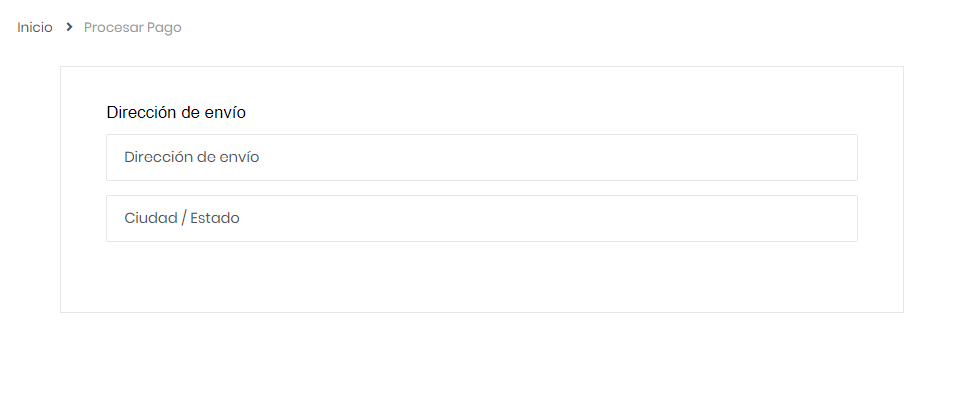 Inicio > Procesar Pago
Dirección de envío
Dirección de envío
Ciudad / Estado